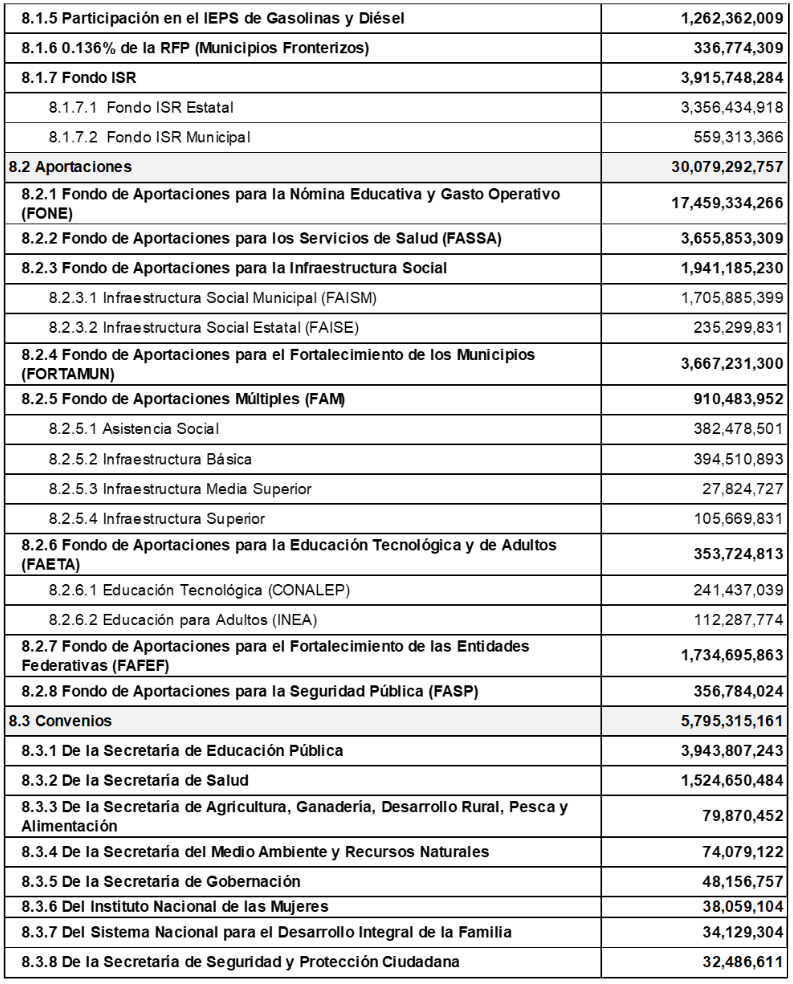 8.1.5 Participación en el IEPS de Gasolinas y Diésel 1,262,362,009
8.1.6 0.136% de la RFP (Municipios Fronterizos) 336,774,309
8.1.7 Fondo ISR 3,915,748,284
8.1.7.1 Fondo ISR Estatal 3,356,434,918
8.1.7.2 Fondo ISR Municipal 559,313,366
8.2 Aportaciones 30,079,292,757
8.2.1 Fondo de Aportaciones para la Nómina Educativa y Gasto Operativo
(FONE) 17,459,334,266
8.2.2 Fondo de Aportaciones para los Servicios de Salud (FASSA) 3,655,853,309
8.2.3 Fondo de Aportaciones para la Infraestructura Social 1,941,185,230
8.2.3.1 Infraestructura Social Municipal (FAISM) 1,705,885,399
8.2.3.2 Infraestructura Social Estatal (FAISE) 235,299,831
8.2.4 Fondo de Aportaciones para el Fortalecimiento de los Municipios
(FORTAMUN) 3,667,231,300
8.2.5 Fondo de Aportaciones Múltiples (FAM) 910,483,952
8.2.5.1 Asistencia Social 382,478,501
8.2.5.2 Infraestructura Básica 394,510,893
8.2.5.3 Infraestructura Media Superior 27,824,727
8.2.5.4 Infraestructura Superior 105,669,831
8.2.6 Fondo de Aportaciones para la Educación Tecnológica y de Adultos
(FAETA) 353,724,813
8.2.6.1 Educación Tecnológica (CONALEP) 241,437,039
8.2.6.2 Educación para Adultos (INEA) 112,287,774
8.2.7 Fondo de Aportaciones para el Fortalecimiento de las Entidades
Federativas (FAFEF) 1,734,695,863
8.2.8 Fondo de Aportaciones para la Seguridad Pública (FASP) 356,784,024
8.3 Convenios 5,795,315,161
8.3.1 De la Secretaría de Educación Pública 3,943,807,243
8.3.2 De la Secretaría de Salud 1,524,650,484
8.3.3 De la Secretaría de Agricultura, Ganadería, Desarrollo Rural, Pesca y
Alimentación 79,870,452
8.3.4 De la Secretaría del Medio Ambiente y Recursos Naturales 74,079,122
8.3.5 De la Secretaría de Gobernación 48,156,757
8.3.6 Del Instituto Nacional de las Mujeres 38,059,104
8.3.7 Del Sistema Nacional para el Desarrollo Integral de la Familia 34,129,304
8.3.8 De la Secretaría de Seguridad y Protección Ciudadana 32,486,611